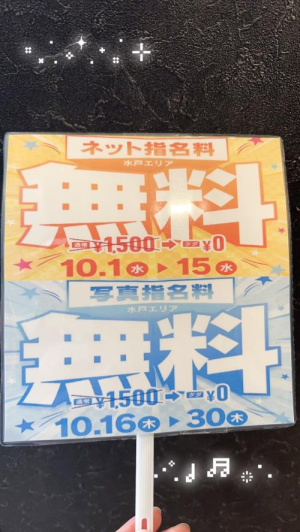 ネット指名料
水戸エリア
無料
通常¥1,500→¥0
10.1水▶15水
写真指名料
水戸エリア
無料
¥1,500→¥0
10.16木▶30木